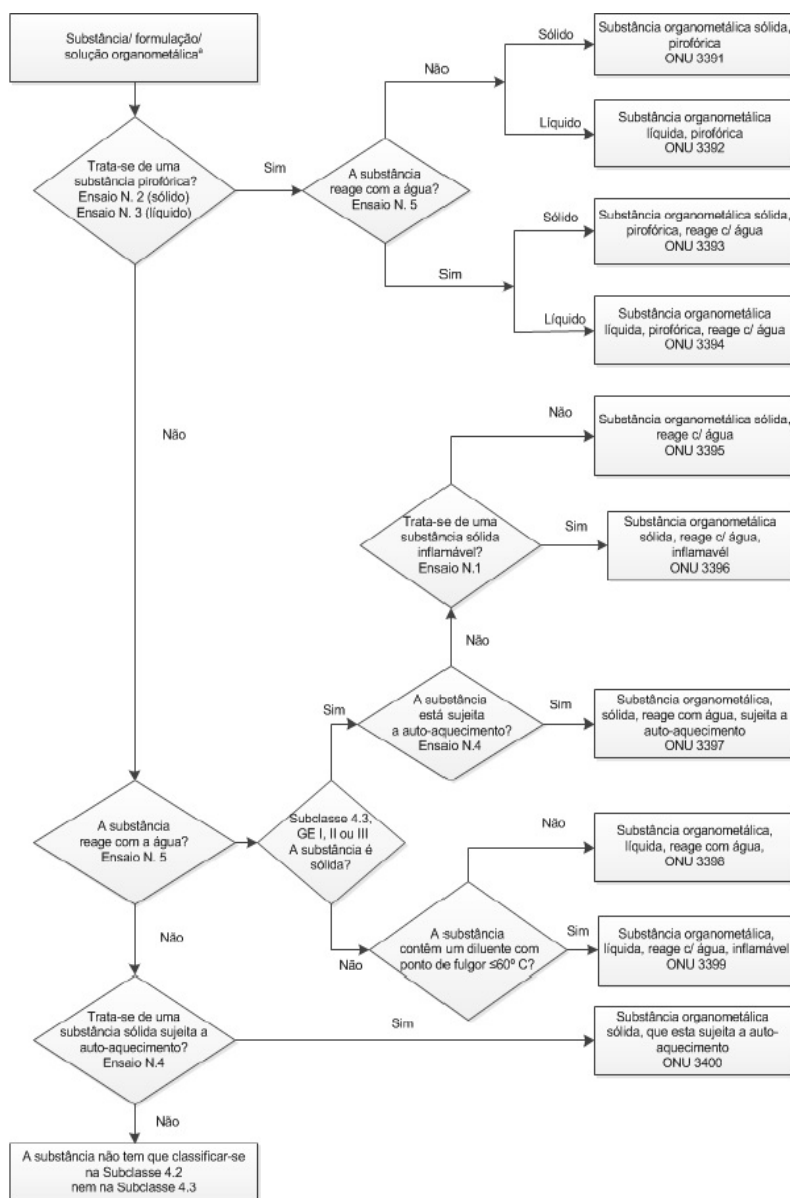 Substância/ formulação/
solução organometálicaª
Trata-se de uma
substância pirofórica?
Ensaio N. 2 (sólido)
Ensaio N. 3 (líquido)
Sim
A substância
reage com a água?
Ensaio N. 5
Não
Sólido
Substância organometálica sólida,
pirofórica
ONU 3391
Líquido
Substância organometálica
líquida, pirofórica
ONU 3392
Sim
Sólido
Substância organometálica sólida,
pirofórica, reage c/ água
ONU 3393
Líquido
Substância organometálica
líquida, pirofórica, reage c/ água
ONU 3394
Não
Não
Substância organometálica sólida,
reage c/ água
ONU 3395
Trata-se de uma
substância sólida
inflamável?
Ensaio N.1
Sim
Substância organometálica
sólida, reage c/ água,
inflamavél
ONU 3396
Não
Sim
A substância
está sujeita
a auto-aquecimento?
Ensaio N.4
Sim
Substância organometálica,
sólida, reage com água, sujeita a
auto-aquecimento
ONU 3397
A substância
reage com a água?
Ensaio N. 5
Subclasse 4.3,
GE I, II ou III
A substância é
sólida?
Não
Substância organometálica,
líquida, reage com água,
ONU 3398
Não
A substância
contêm um diluente com
ponto de fulgor ≤60º C?
Sim
Substância organometálica,
líquida, reage c/ água, inflamável
ONU 3399
Não
Trata-se de uma
substância sólida sujeita a
auto-aquecimento?
Ensaio N.4
Sim
Substância organometálica
sólida, que esta sujeita a auto-
aquecimento
ONU 3400
Não
A substância não tem que classificar-se
na Subclasse 4.2
nem na Subclasse 4.3